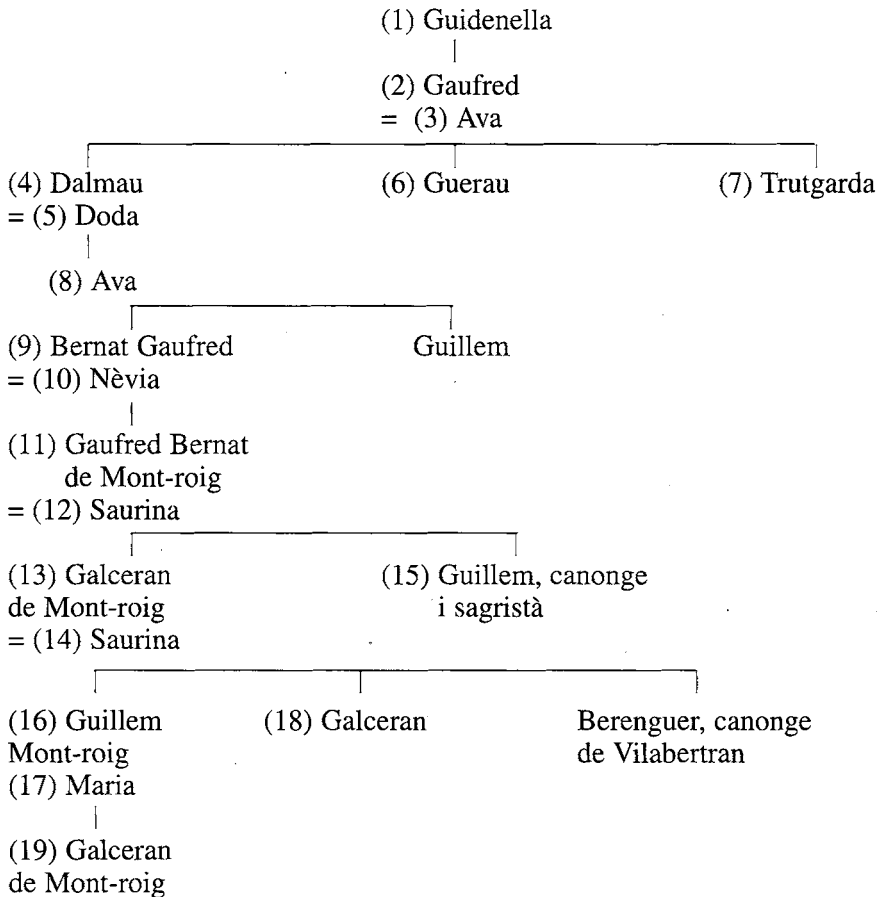 (1) Guidenella
(2) Gaufred
= (3) Ava
(4) Dalmau (6) Guerau (7) Trutgarda
= (5) Doda
(8) Ava
(9) Bernat Gaufred Guillem
= (10) Nèvia
(11) Gaufred Bernat
de Mont-roig
= (12) Saurina
(13) Galceran (15) Guillem, canonge
de Mont-roig i sagristà
= (14) Saurina
(16) Guillem (18) Galceran Berenguer, canonge
Mont-roig de Vilabertran
(17) Maria
(19) Galceran
de Mont-roig